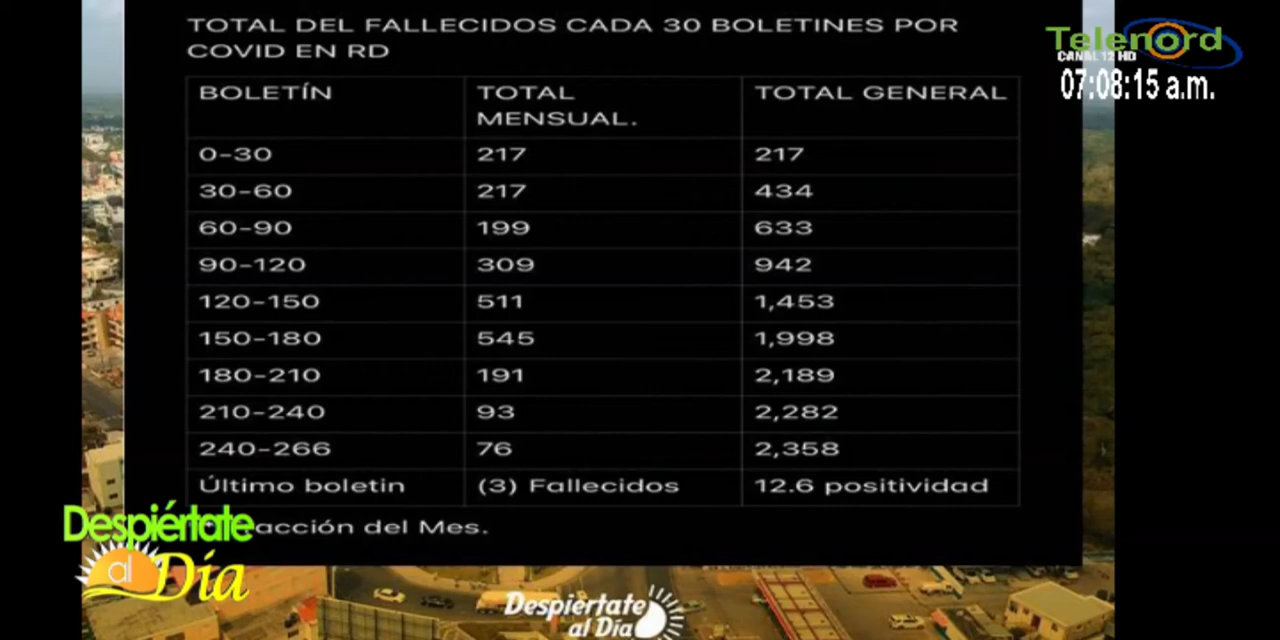 TOTAL DEL FALLECIDOS CADA 30 BOLETINES POR
COVID EN RD
BOLETÍN TOTAL MENSUAL. TOTAL GENERAL
0-30 217 217
30-60 217 434
60-90 199 633
90-120 309 942
120-150 511 1,453
150-180 545 1,998
180-210 191 2,189
210-240 93 2,282
240-266 76 2,358
Último boletin (3) Fallecidos 12.6 positividad
acción del Mes.
Telenord
CANAL 12 HD
07:08:15 a.m.
Despiértate
al Día
Despiértate
al Día